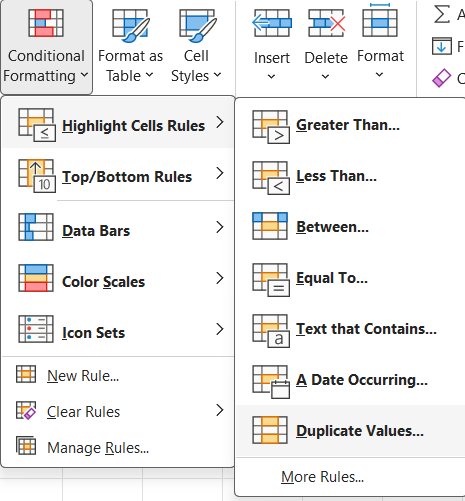 Conditional Formatting
Format as Table
Cell Styles
Insert
Delete
Format
Highlight Cells Rules
Top/Bottom Rules
10
Data Bars
Color Scales
Icon Sets
New Rule...
Clear Rules
Manage Rules...
Greater Than...
>
Less Than...
<
Between...
Equal To...
=
Text that Contains...
a
A Date Occurring...
Duplicate Values...
More Rules...